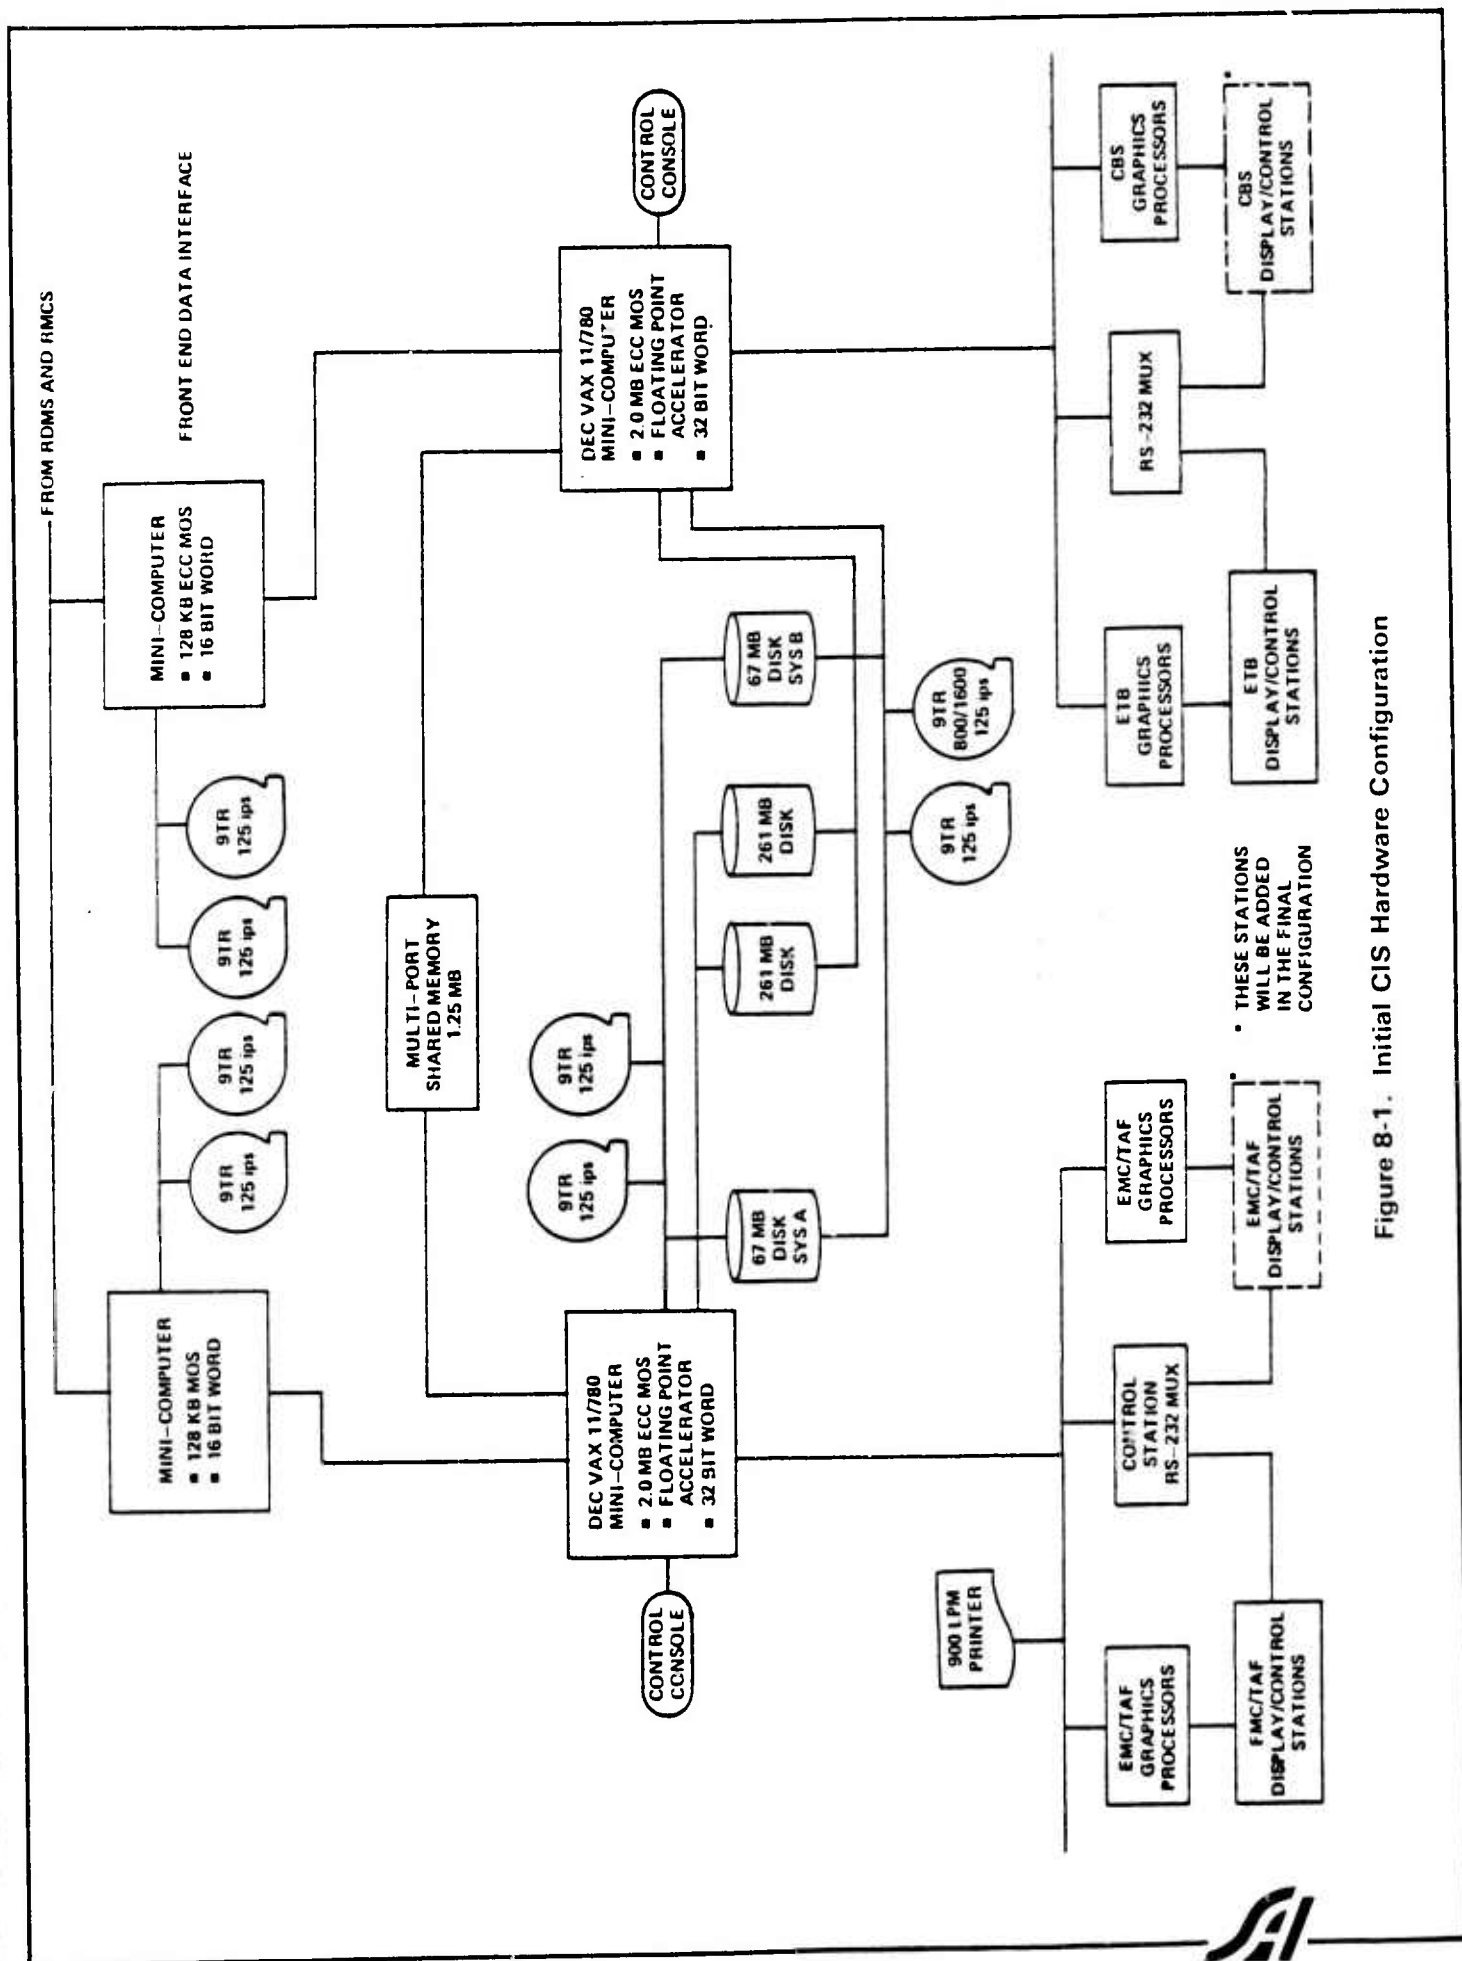 FROM RDMS AND RMCS
FRONT END DATA INTERFACE
MINI-COMPUTER
▪ 128 KB MOS
▪ 16 BIT WORD
9TR
125 ips
9TR
125 ips
9TR
125 ips
9TR
125 ips
MINI-COMPUTER
▪ 128 KB ECC MOS
▪ 16 BIT WORD
MULTI-PORT
SHARED MEMORY
1.25 MB
CONTROL
CONSOLE
DEC VAX 11/780
MINI-COMPUTER
▪ 2.0 MB ECC MOS
▪ FLOATING POINT
ACCELERATOR
▪ 32 BIT WORD
9TR
125 ips
9TR
125 ips
DEC VAX 11/780
MINI-COMPUTER
▪ 2.0 MB ECC MOS
▪ FLOATING POINT
ACCELERATOR
▪ 32 BIT WORD
CONTROL
CONSOLE
67 MB
DISK
SYS A
261 MB
DISK
261 MB
DISK
67 MB
DISK
SYS B
9TR
125 ips
9TR
800/1600
125 ips
900 LPM
PRINTER
EMC/TAF
GRAPHICS
PROCESSORS
CONTROL
STATION
RS-232 MUX
EMC/TAF
GRAPHICS
PROCESSORS
ETB
GRAPHICS
PROCESSORS
RS-232 MUX
CBS
GRAPHICS
PROCESSORS
FMC/TAF
DISPLAY/CONTROL
STATIONS
EMC/TAF
DISPLAY/CONTROL
STATIONS
*
* THESE STATIONS
WILL BE ADDED
IN THE FINAL
CONFIGURATION
ETB
DISPLAY/CONTROL
STATIONS
CBS
DISPLAY/CONTROL
STATIONS
*
Figure 8-1. Initial CIS Hardware Configuration
SAI